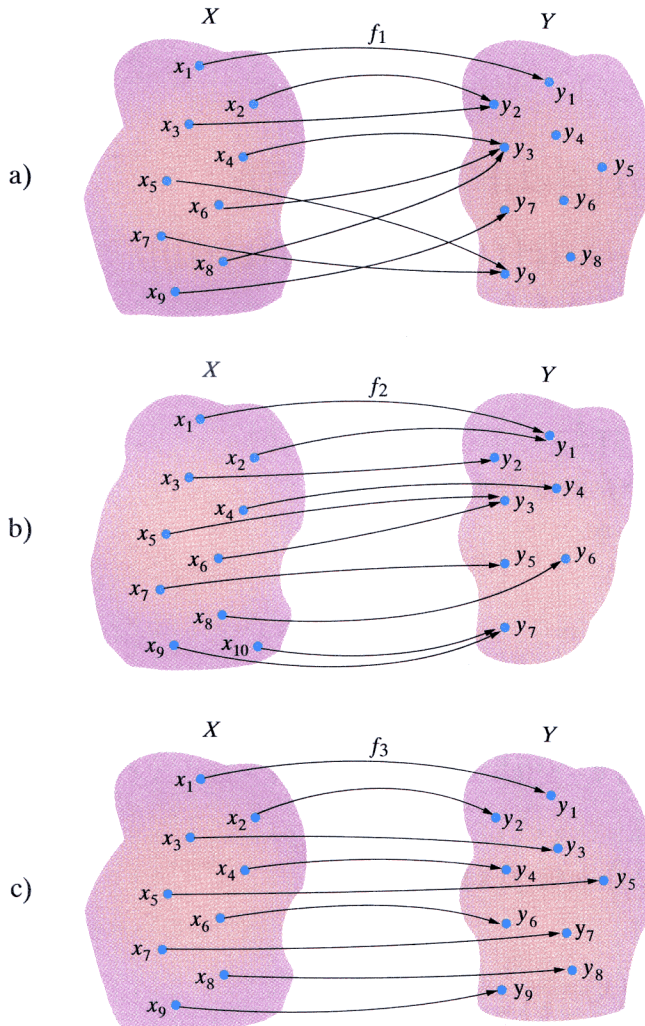 X f₁ Y
x₁ y₁
x₂ y₂
x₃ y₄
x₄ y₃
a) x₅ y₅
x₆ y₇ y₆
x₇
x₈ y₉ y₈
x₉
X f₂ Y
x₁ y₁
x₂ y₂
x₃ y₄
x₄ y₃
b) x₅
x₆ y₅ y₆
x₇
x₈ y₇
x₉ x₁₀
X f₃ Y
x₁ y₁
x₂ y₂
x₃ y₃
x₄ y₄
c) x₅ y₅
x₆ y₆
x₇ y₇
x₈ y₈
x₉ y₉